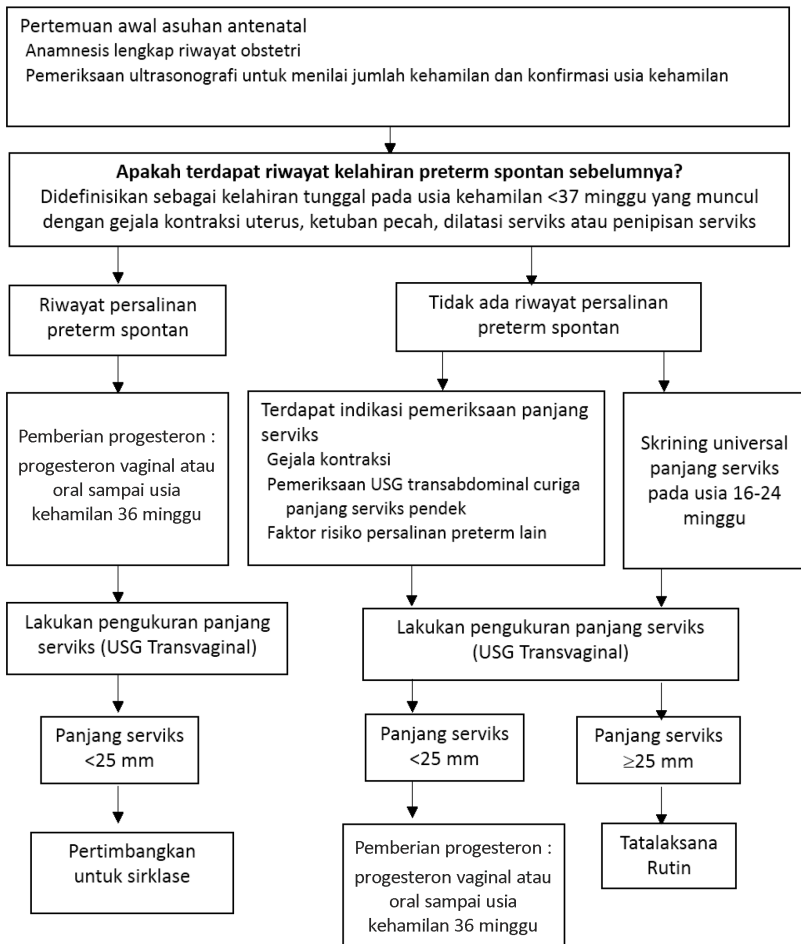 Pertemuan awal asuhan antenatal
Anamnesis lengkap riwayat obstetri
Pemeriksaan ultrasonografi untuk menilai jumlah kehamilan dan konfirmasi usia kehamilan
Apakah terdapat riwayat kelahiran preterm spontan sebelumnya?
Didefinisikan sebagai kelahiran tunggal pada usia kehamilan <37 minggu yang muncul
dengan gejala kontraksi uterus, ketuban pecah, dilatasi serviks atau penipisan serviks
Riwayat persalinan
preterm spontan
Tidak ada riwayat persalinan
preterm spontan
Pemberian progesteron :
progesteron vaginal atau
oral sampai usia
kehamilan 36 minggu
Terdapat indikasi pemeriksaan panjang
serviks
Gejala kontraksi
Pemeriksaan USG transabdominal curiga
panjang serviks pendek
Faktor risiko persalinan preterm lain
Skrining universal
panjang serviks
pada usia 16-24
minggu
Lakukan pengukuran panjang
serviks (USG Transvaginal)
Lakukan pengukuran panjang serviks
(USG Transvaginal)
Panjang serviks
<25 mm
Panjang serviks
<25 mm
Panjang serviks
≥25 mm
Pertimbangkan
untuk sirklase
Pemberian progesteron :
progesteron vaginal atau
oral sampai usia
kehamilan 36 minggu
Tatalaksana
Rutin